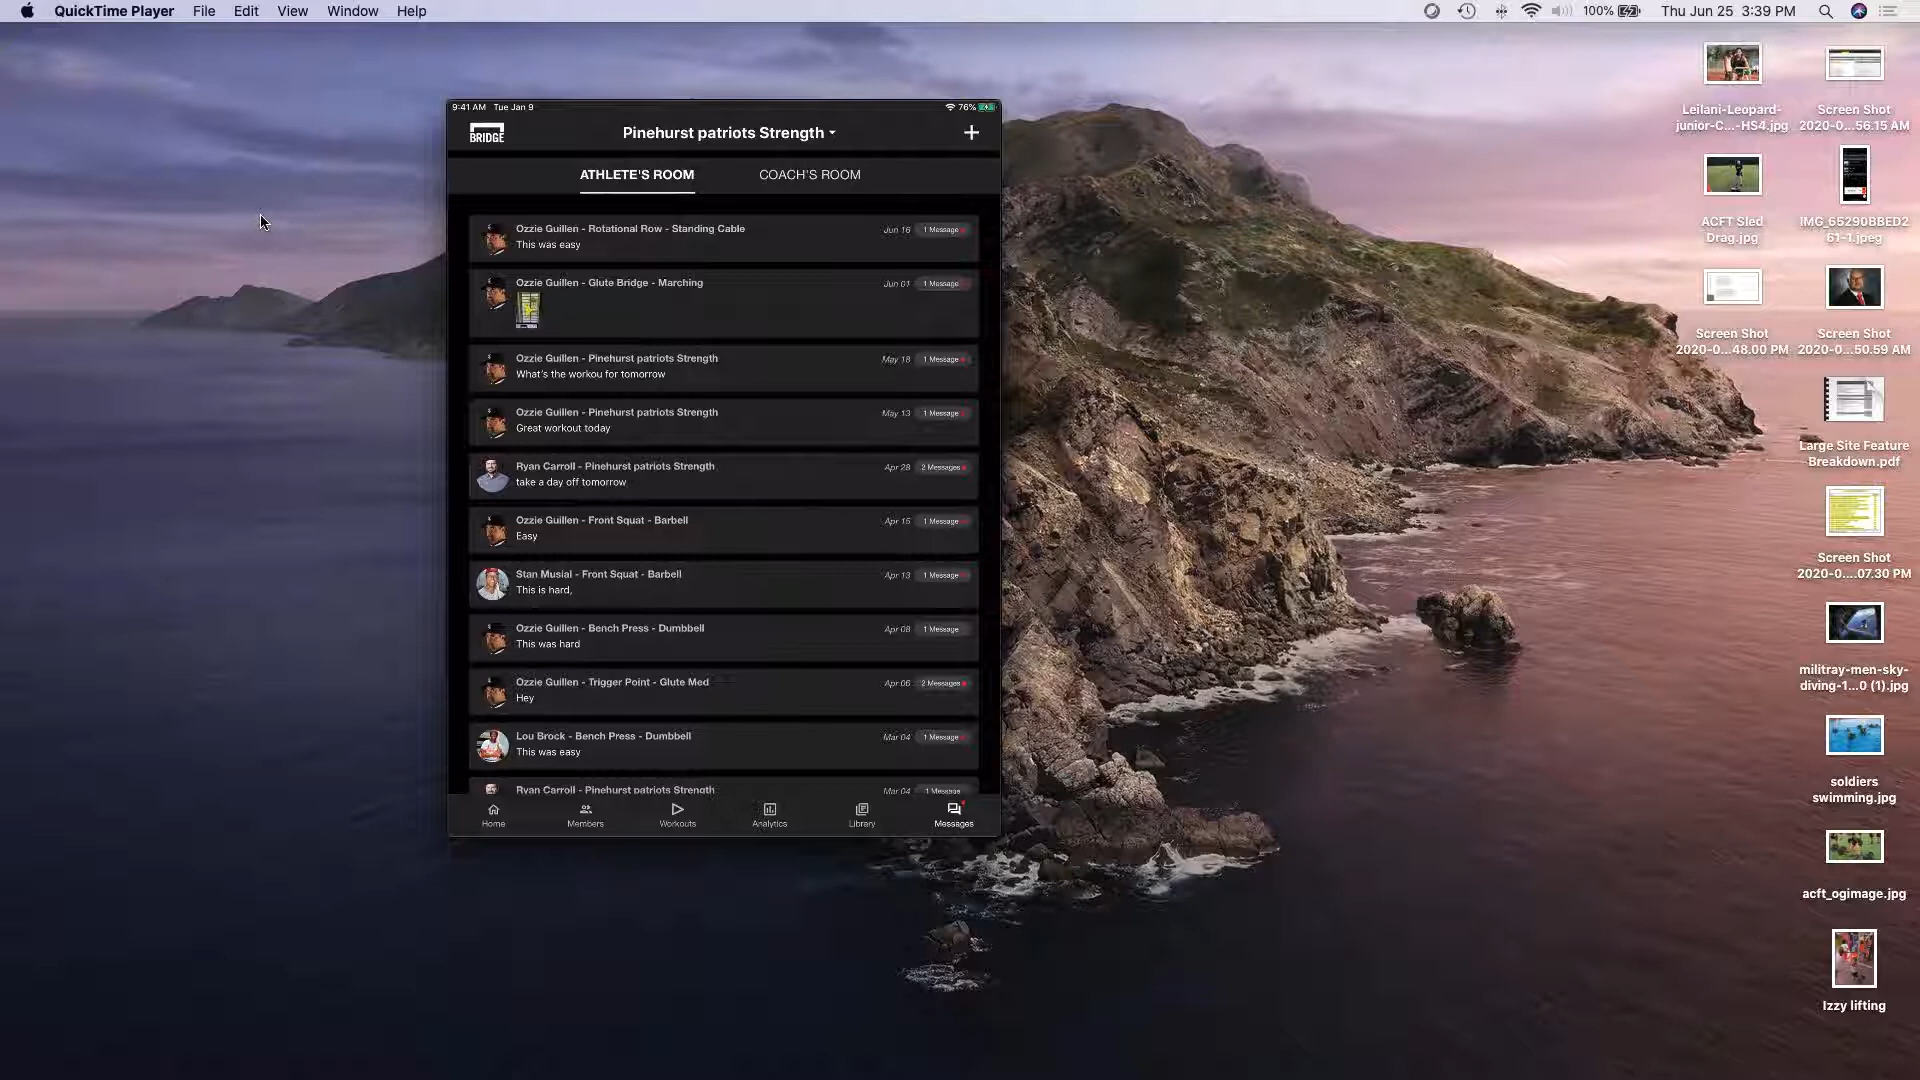 QuickTime Player File Edit View Window Help
100% Thu Jun 25 3:39 PM
9:41 AM Tue Jan 9
76%
BRIDGE
Pinehurst patriots Strength
ATHLETE'S ROOM
COACH'S ROOM
Ozzie Guillen - Rotational Row - Standing Cable
Jun 16 1 Message
This was easy
Ozzie Guillen - Glute Bridge - Marching
Jun 01 1 Message
Ozzie Guillen - Pinehurst patriots Strength
May 18 1 Message
What's the workou for tomorrow
Ozzie Guillen - Pinehurst patriots Strength
May 13 1 Message
Great workout today
Ryan Carroll - Pinehurst patriots Strength
Apr 28 2 Messages
take a day off tomorrow
Ozzie Guillen - Front Squat - Barbell
Apr 15 1 Message
Easy
Stan Musial - Front Squat - Barbell
Apr 13 1 Message
This is hard,
Ozzie Guillen - Bench Press - Dumbbell
Apr 08 1 Message
This was hard
Ozzie Guillen - Trigger Point - Glute Med
Apr 06 2 Messages
Hey
Lou Brock - Bench Press - Dumbbell
Mar 04 1 Message
This was easy
Ryan Carroll - Pinehurst patriots Strength
Mar 04 1 Message
Home
Members
Workouts
Analytics
Library
Messages
Leilani-Leopard-
junior-C...-HS4.jpg
Screen Shot
2020-0...56.15 AM
ACFT Sled
Drag.jpg
IMG_65290BBED2
61-1.jpeg
Screen Shot
2020-0...48.00 PM
Screen Shot
2020-0...50.59 AM
Large Site Feature
Breakdown.pdf
Screen Shot
2020-0....07.30 PM
militray-men-sky-
diving-1...0 (1).jpg
soldiers
swimming.jpg
acft_ogimage.jpg
Izzy lifting